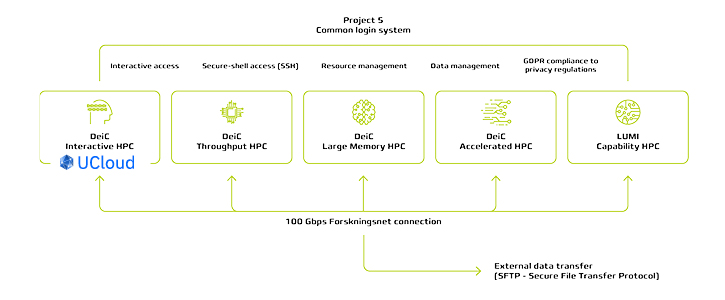 Project 5
Common login system
Interactive access
Secure-shell access (SSH)
Resource management
Data management
GDPR compliance to
privacy regulations
DeiC
Interactive HPC
UCloud
DeiC
Throughput HPC
DeiC
Large Memory HPC
DeiC
Accelerated HPC
LUMI
Capability HPC
100 Gbps Forskningsnet connection
External data transfer
(SFTP - Secure File Transfer Protocol)